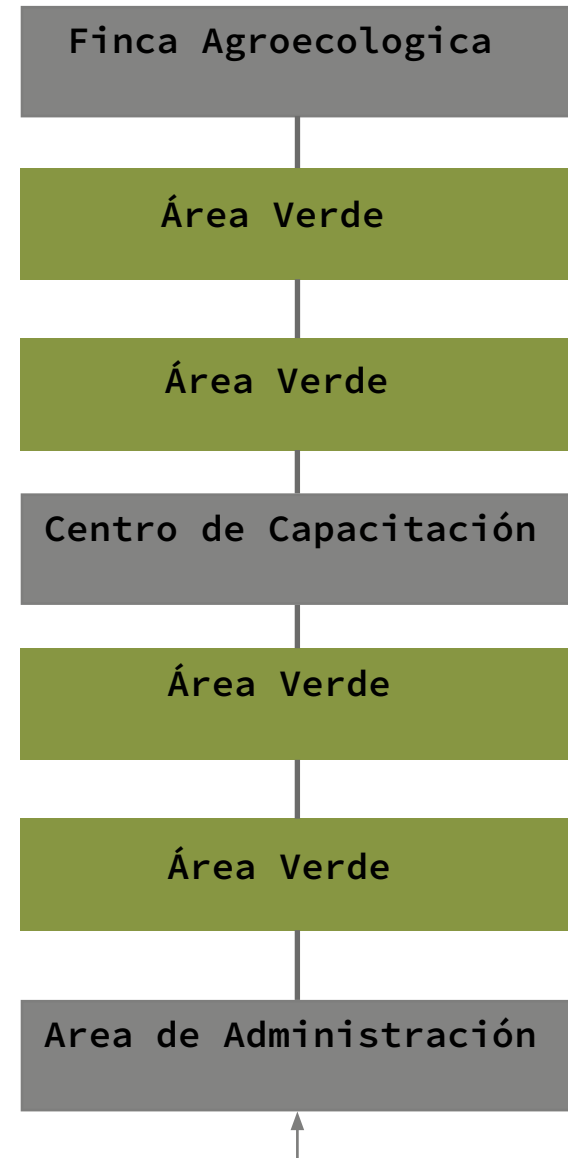 Finca Agroecologica
Área Verde
Área Verde
Centro de Capacitación
Área Verde
Área Verde
Area de Administración